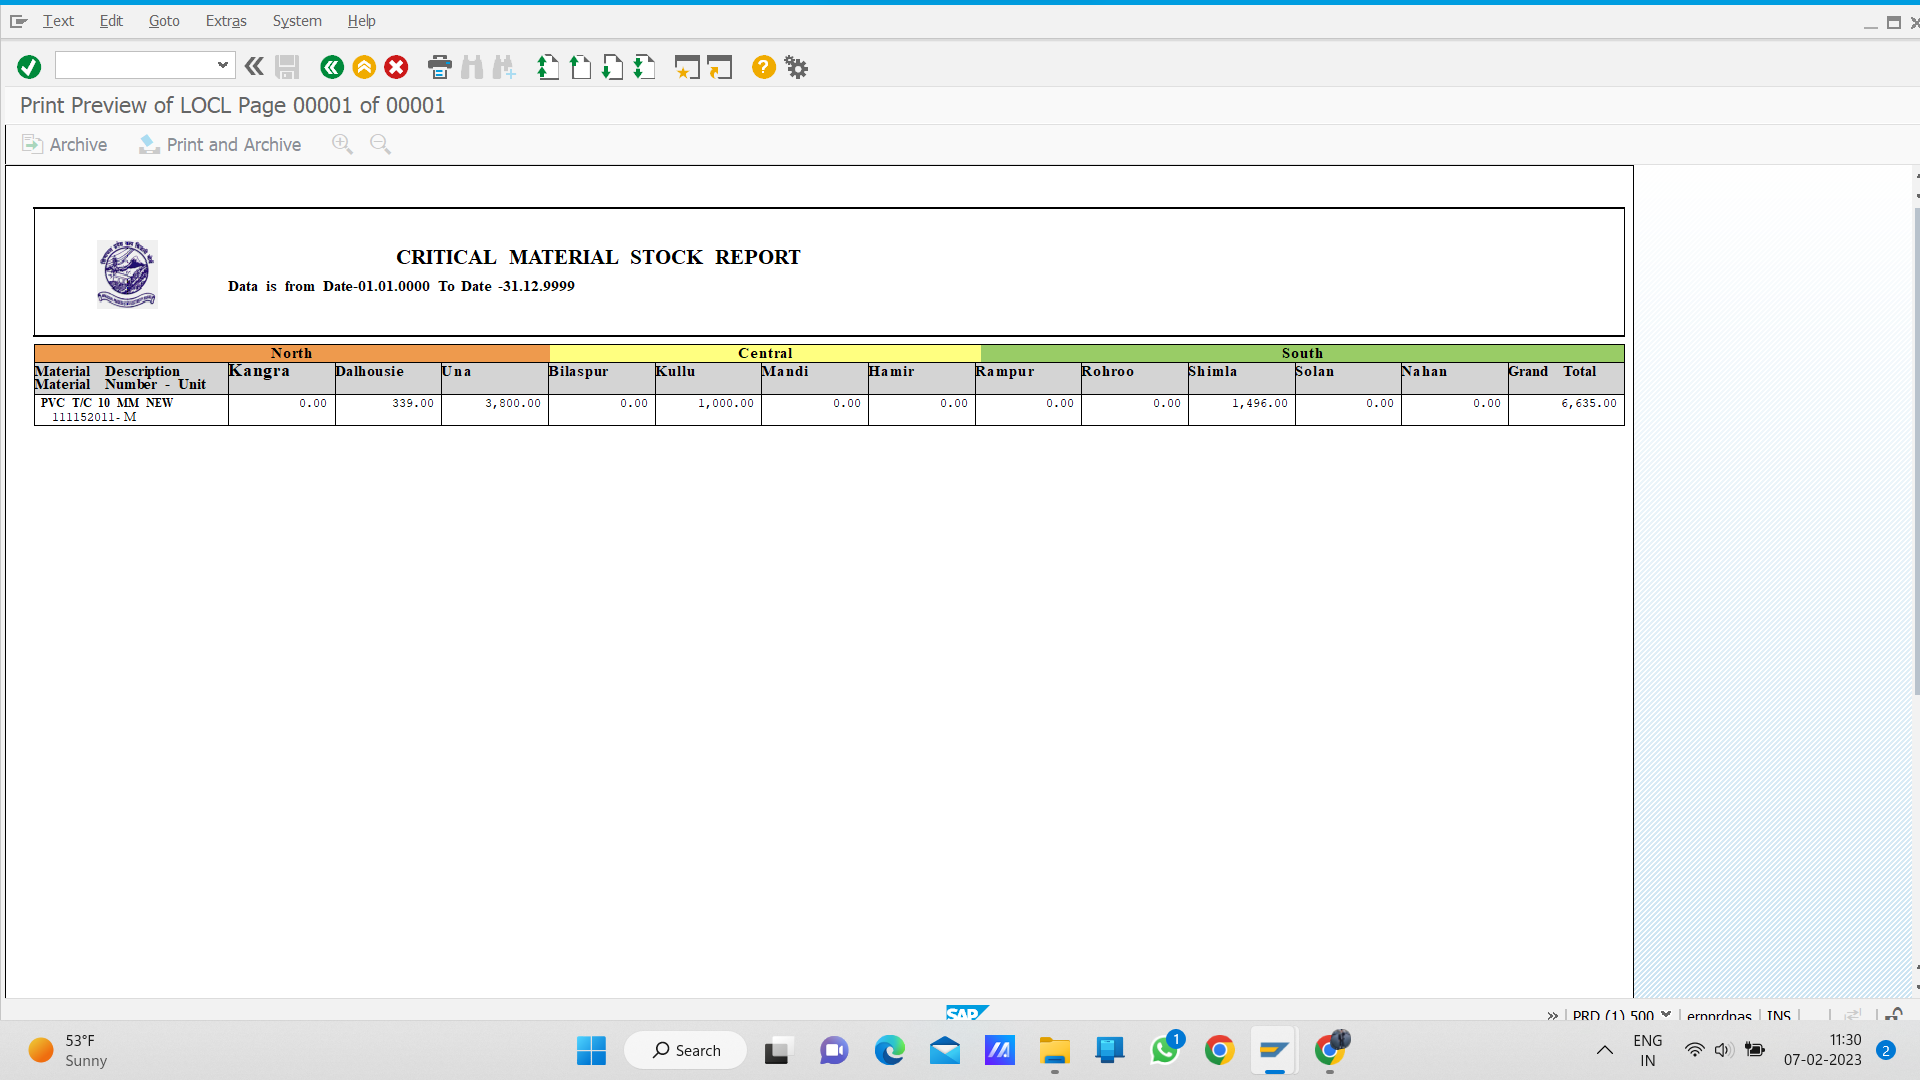 Text Edit Goto Extras System Help
Print Preview of LOCL Page 00001 of 00001
Archive Print and Archive
CRITICAL MATERIAL STOCK REPORT
Data is from Date-01.01.0000 To Date -31.12.9999
North Central South
Material Description Kangra Dalhousie Una Bilaspur Kullu Mandi Hamir Rampur Rohroo Shimla Solan Nahan Grand Total
Material Number - Unit
PVC T/C 10 MM NEW 0.00 339.00 3,800.00 0.00 1,000.00 0.00 0.00 0.00 0.00 1,496.00 0.00 0.00 6,635.00
111152011- M
SAP
PRD (1) 500 INS
53°F
Sunny
Search
1
ENG
IN
11:30
07-02-2023
2